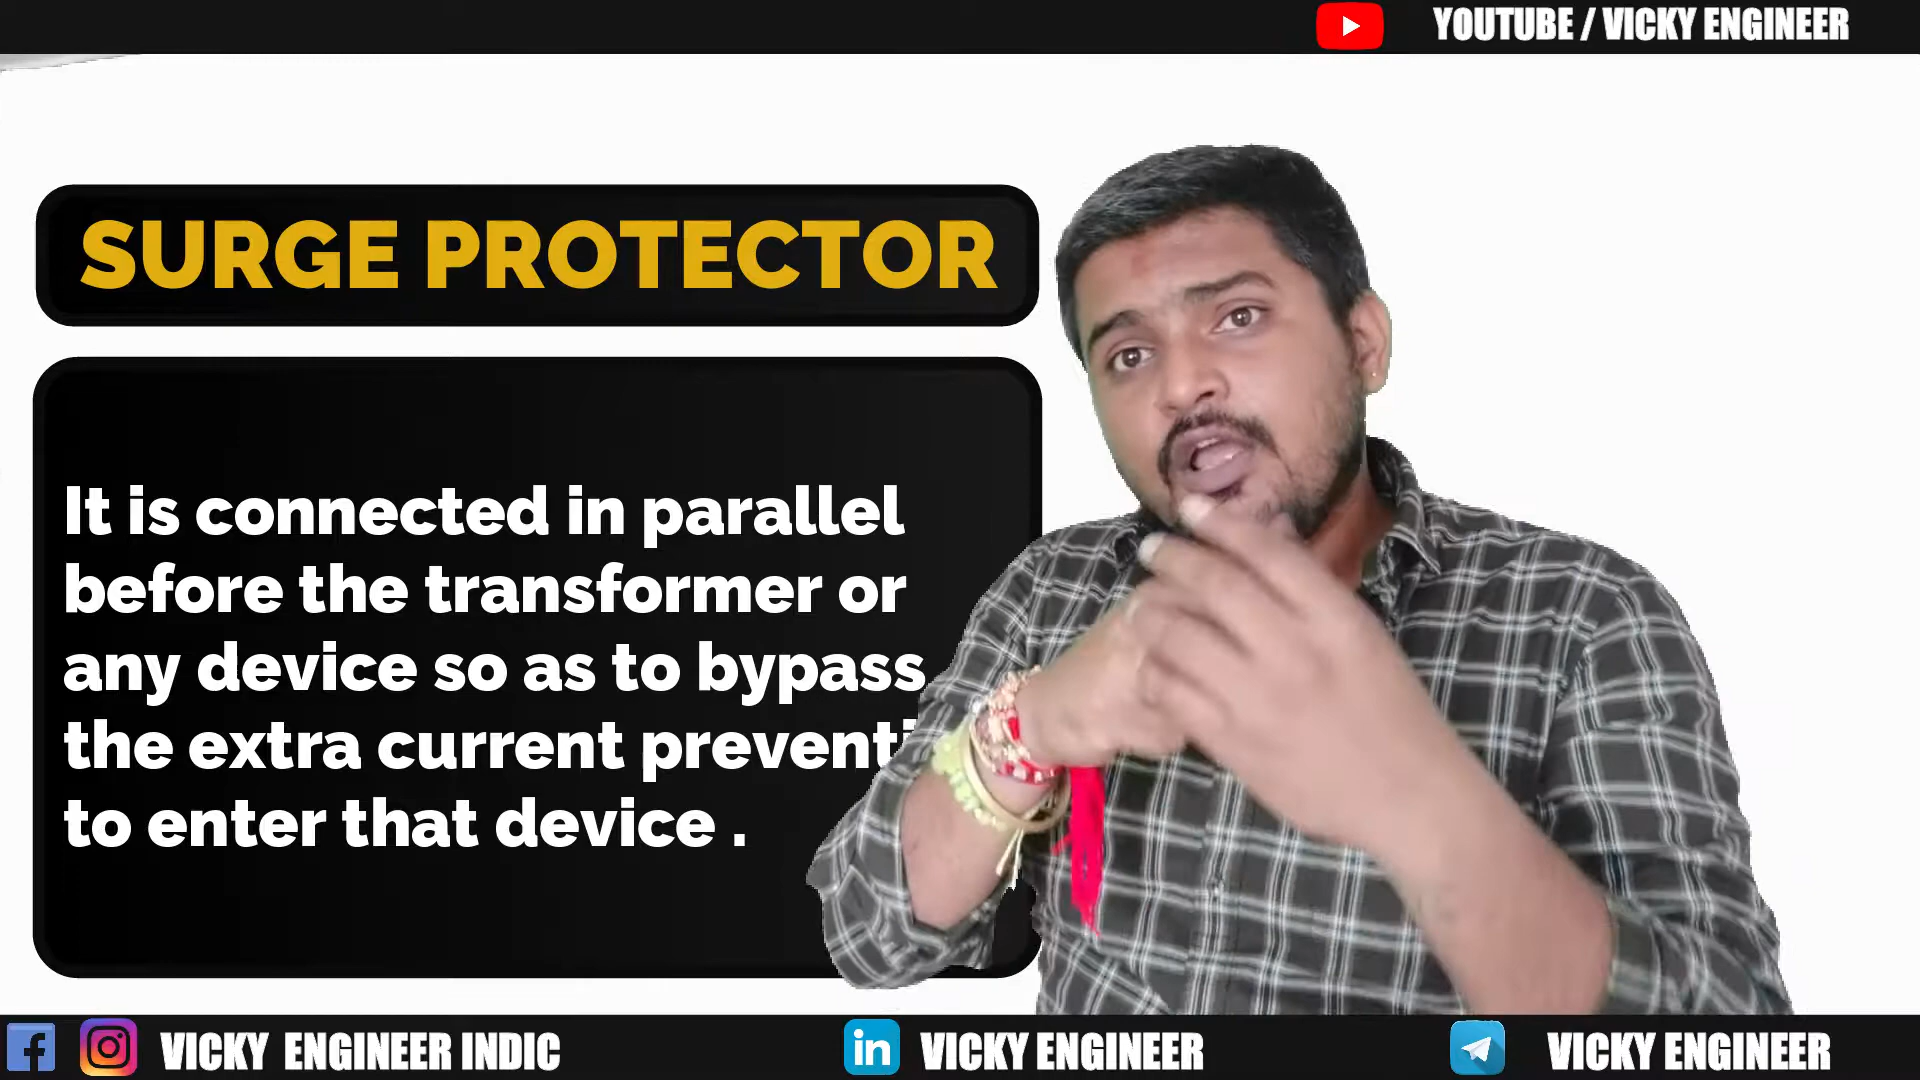 YOUTUBE / VICKY ENGINEER
SURGE PROTECTOR
It is connected in parallel
before the transformer or
any device so as to bypass
the extra current
to enter that device .
VICKY ENGINEER INDIC
VICKY ENGINEER
VICKY ENGINEER